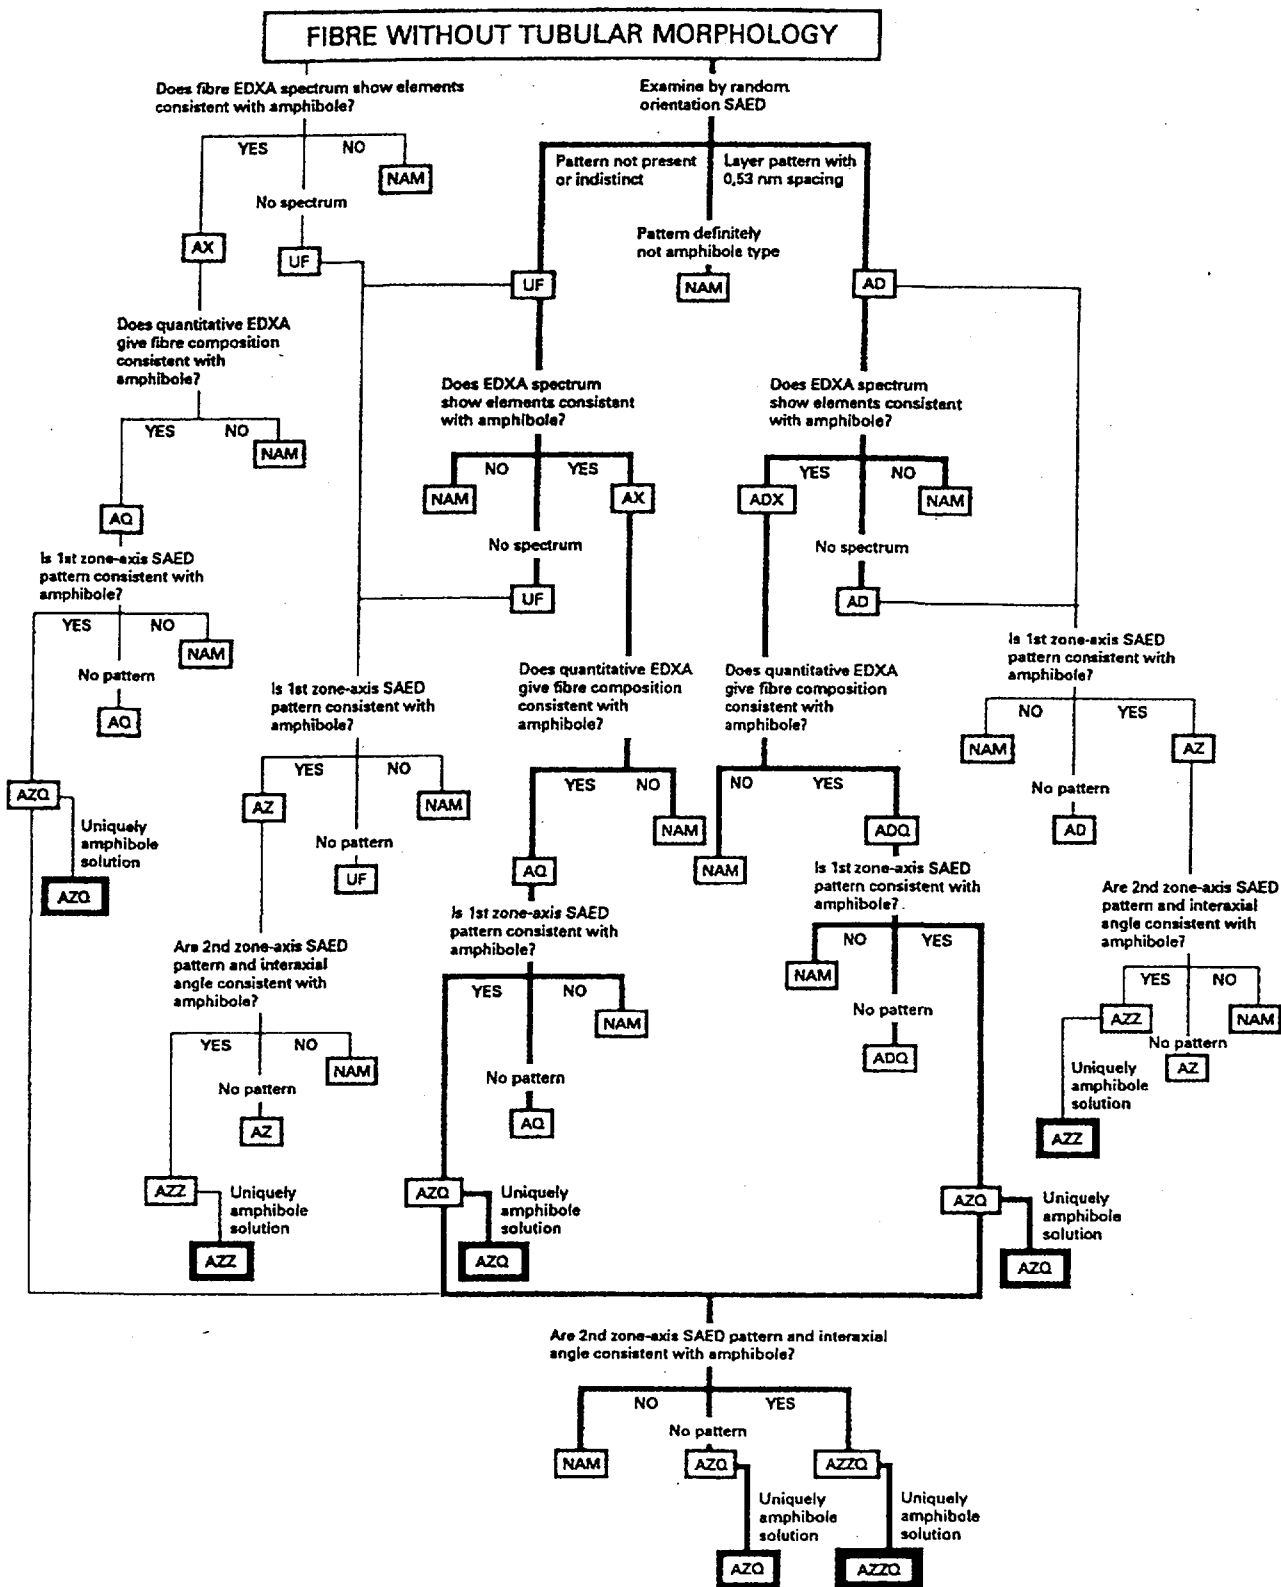 FIBRE WITHOUT TUBULAR MORPHOLOGY
Does fibre EDXA spectrum show elements
consistent with amphibole?
YES
NO
NAM
No spectrum
AX
UF
Does quantitative EDXA
give fibre composition
consistent with
amphibole?
YES
NO
NAM
AQ
Is 1st zone-axis SAED
pattern consistent with
amphibole?
YES
NO
NAM
No pattern
AQ
AZQ
Uniquely
amphibole
solution
AZQ
Is 1st zone-axis SAED
pattern consistent with
amphibole?
YES
NO
AZ
NAM
No pattern
UF
Are 2nd zone-axis SAED
pattern and interaxial
angle consistent with
amphibole?
YES
NO
NAM
No pattern
AZ
AZZ
Uniquely
amphibole
solution
AZZ
Examine by random
orientation SAED
Pattern not present
or indistinct
Layer pattern with
0,53 nm spacing
Pattern definitely
not amphibole type
UF
NAM
AD
Does EDXA spectrum
show elements consistent
with amphibole?
NO
YES
NAM
AX
No spectrum
UF
Does quantitative EDXA
give fibre composition
consistent with
amphibole?
YES
NO
NAM
AQ
Is 1st zone-axis SAED
pattern consistent with
amphibole?
YES
NO
NAM
No pattern
AQ
AZQ
Uniquely
amphibole
solution
AZQ
Does EDXA spectrum
show elements consistent
with amphibole?
YES
NO
ADX
NAM
No spectrum
AD
Does quantitative EDXA
give fibre composition
consistent with
amphibole?
NO
YES
NAM
ADQ
Is 1st zone-axis SAED
pattern consistent with
amphibole?
NO
YES
NAM
No pattern
ADQ
AZQ
Uniquely
amphibole
solution
AZQ
Is 1st zone-axis SAED
pattern consistent with
amphibole?
NO
YES
NAM
AZ
No pattern
AD
Are 2nd zone-axis SAED
pattern and interaxial
angle consistent with
amphibole?
YES
NO
AZZ
NAM
No pattern
AZ
Uniquely
amphibole
solution
AZZ
Are 2nd zone-axis SAED pattern and interaxial
angle consistent with amphibole?
NO
YES
No pattern
NAM
AZQ
AZZQ
Uniquely
amphibole
solution
Uniquely
amphibole
solution
AZQ
AZZQ